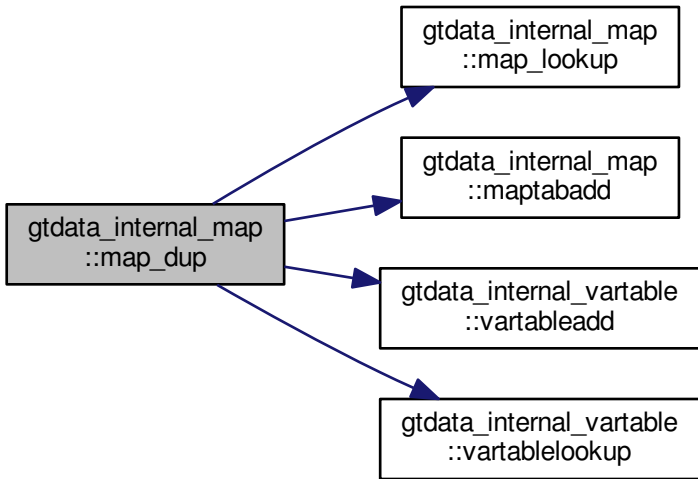 gtdata_internal_map
::map_lookup
gtdata_internal_map
::maptabadd
gtdata_internal_map
::map_dup
gtdata_internal_vartable
::vartableadd
gtdata_internal_vartable
::vartablelookup